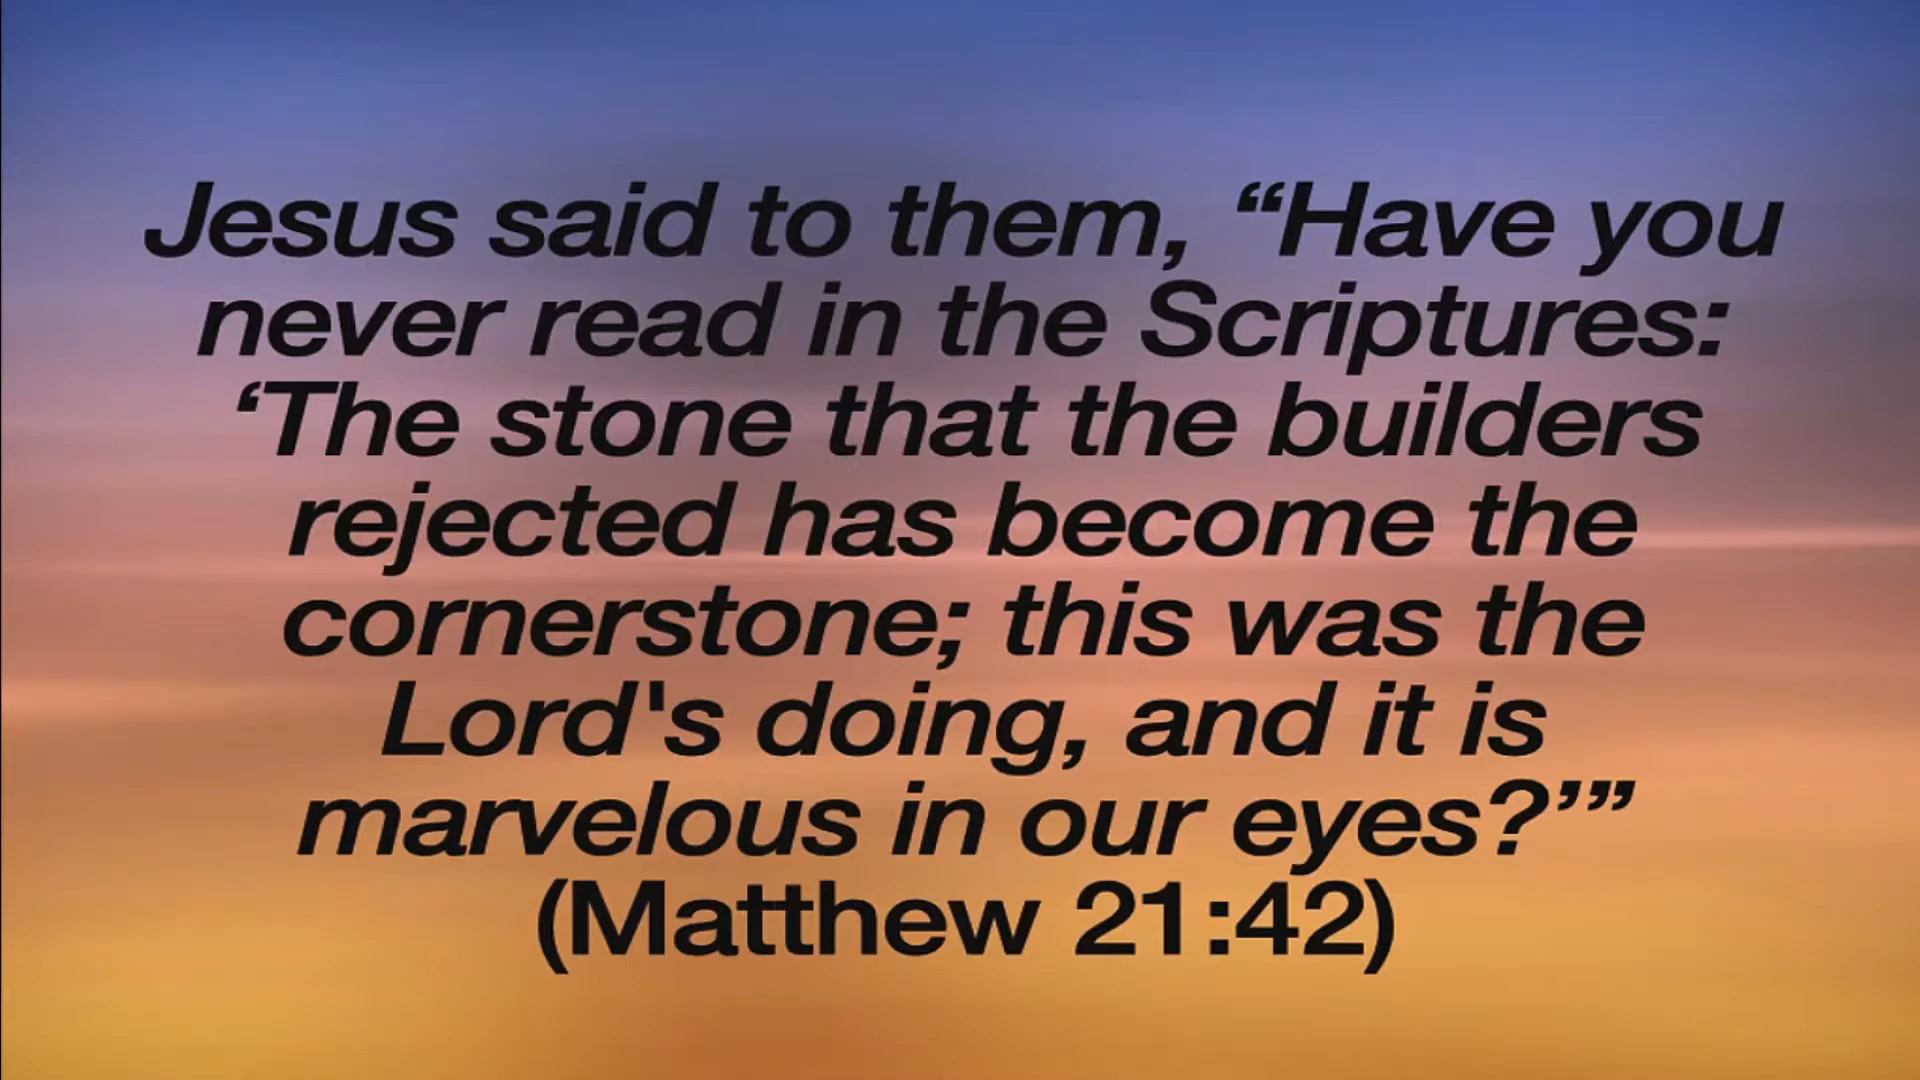 Jesus said to them, “Have you
never read in the Scriptures:
‘The stone that the builders
rejected has become the
cornerstone; this was the
Lord's doing, and it is
marvelous in our eyes?’”
(Matthew 21:42)